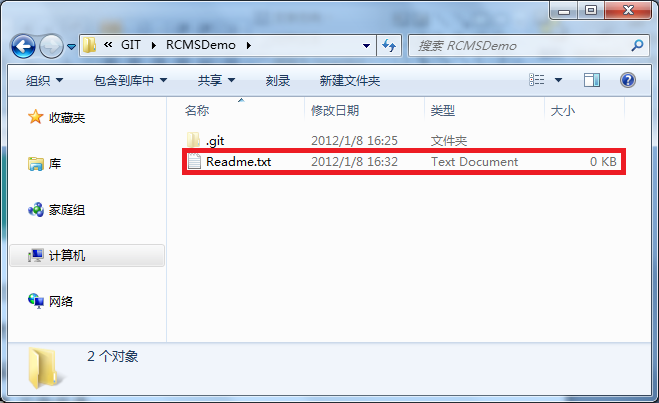 « GIT RCMSDemo
搜索 RCMSDemo
组织 包含到库中 共享 刻录 新建文件夹
收藏夹
库
家庭组
计算机
网络
名称 修改日期 类型 大小
.git 2012/1/8 16:25 文件夹
Readme.txt 2012/1/8 16:32 Text Document 0 KB
2 个对象